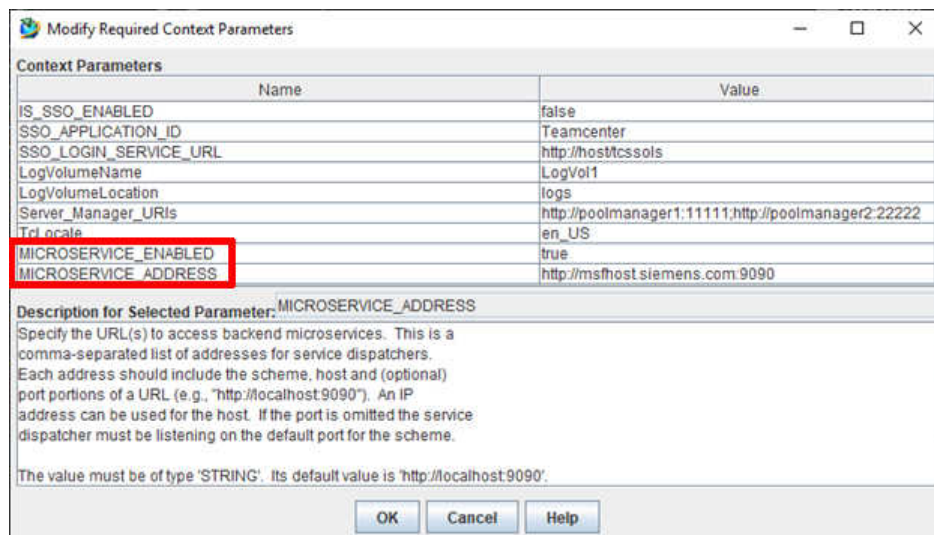 Modify Required Context Parameters
Context Parameters
Name Value
IS_SSO_ENABLED false
SSO_APPLICATION_ID Teamcenter
SSO_LOGIN_SERVICE_URL http://host/tcssols
LogVolumeName LogVol1
LogVolumeLocation logs
Server_Manager_URIs http://poolmanager1:11111;http://poolmanager2:22222
TcLocale en_US
MICROSERVICE_ENABLED true
MICROSERVICE_ADDRESS http://msfhost.siemens.com:9090
Description for Selected Parameter: MICROSERVICE_ADDRESS
Specify the URL(s) to access backend microservices. This is a
comma-separated list of addresses for service dispatchers.
Each address should include the scheme, host and (optional)
port portions of a URL (e.g., "http://localhost:9090"). An IP
address can be used for the host. If the port is omitted the service
dispatcher must be listening on the default port for the scheme.
The value must be of type 'STRING'. Its default value is 'http://localhost:9090'.
OK Cancel Help